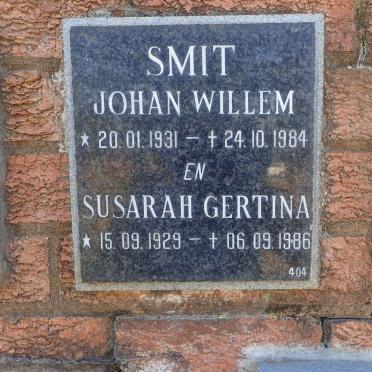 SMIT
JOHAN WILLEM
★ 20.01.1931 – † 24.10.1984
EN
SUSARAH GERTINA
★ 15.09.1929 – † 06.09.1986
404